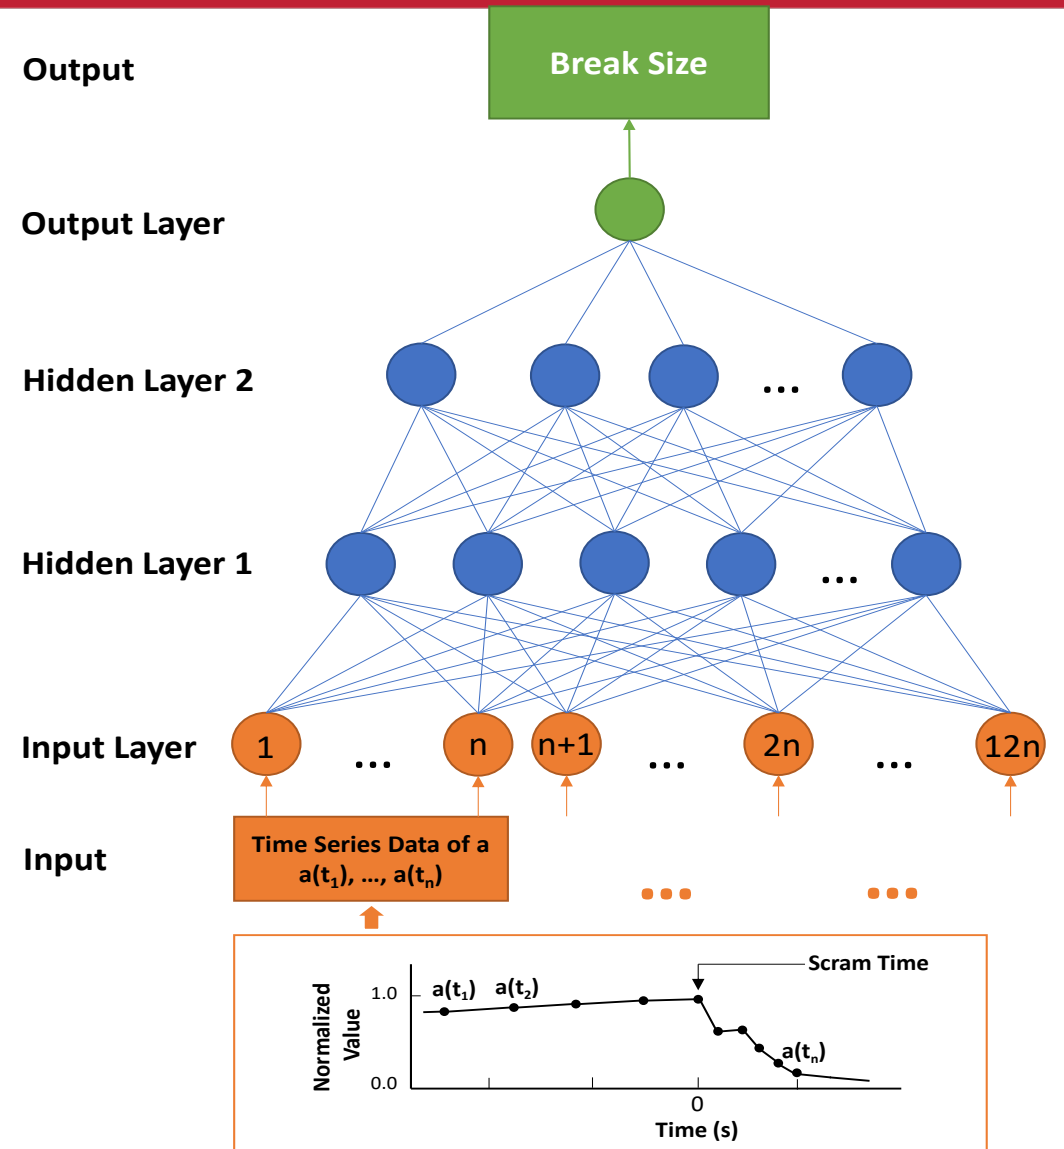 Output
Break Size
Output Layer
Hidden Layer 2
...
Hidden Layer 1
...
Input Layer
1 ... n n+1 ... 2n ... 12n
Input
Time Series Data of a
a(t₁), …, a(tₙ)
... ...
Scram Time
a(t₁) a(t₂)
1.0
Normalized
Value
a(tₙ)
0.0
0
Time (s)